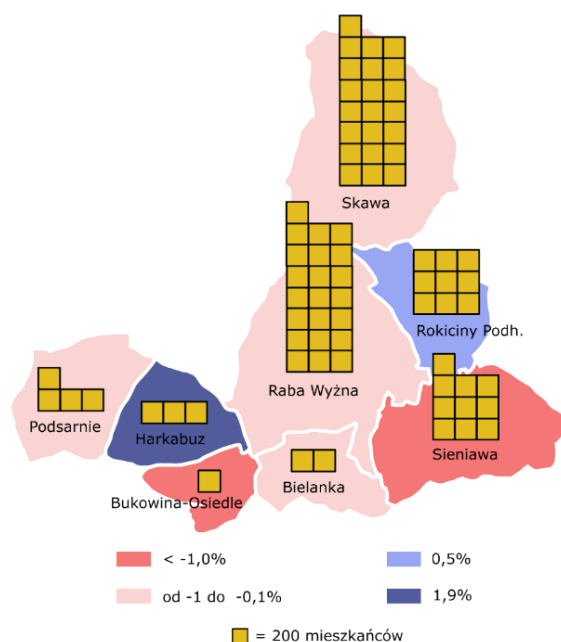 Skawa
Rokiciny Podh.
Raba Wyżna
Podsarnie
Harkabuz
Sieniawa
Bielanka
Bukowina-Osiedle
< -1,0%
0,5%
od -1 do -0,1%
1,9%
= 200 mieszkańców